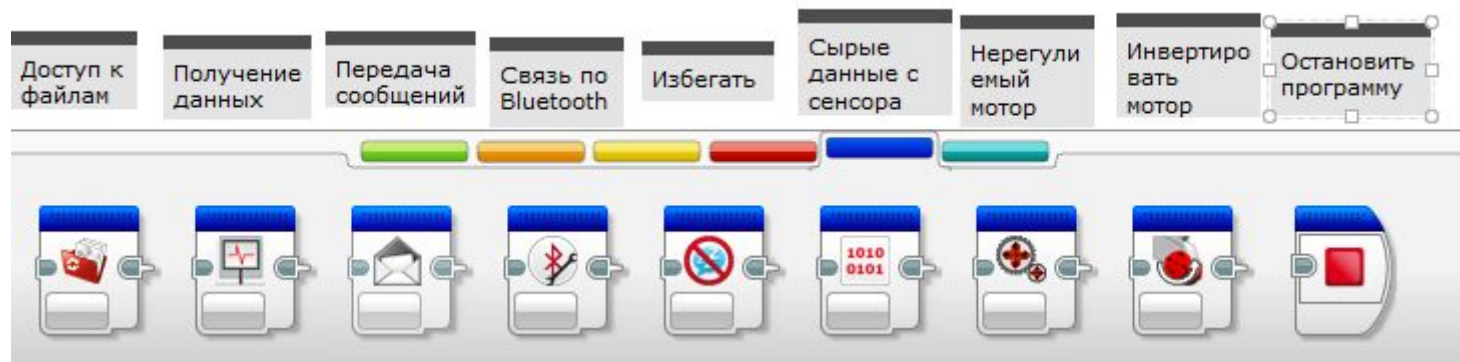 Доступ к
файлам
Получение
данных
Передача
сообщений
Связь по
Bluetooth
Избегать
Сырые
данные с
сенсора
Нерегули
емый
мотор
Инвертиро
вать
мотор
Остановить
программу
1010
0101